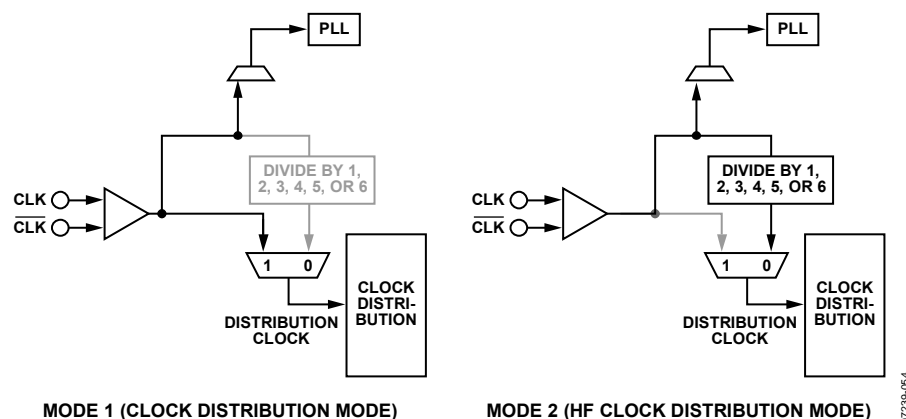 PLL
DIVIDE BY 1,
2, 3, 4, 5, OR 6
CLK
CLK
1 0
CLOCK
DISTRI-
BUTION
DISTRIBUTION
CLOCK
MODE 1 (CLOCK DISTRIBUTION MODE)
PLL
DIVIDE BY 1,
2, 3, 4, 5, OR 6
CLK
CLK
1 0
CLOCK
DISTRI-
BUTION
DISTRIBUTION
CLOCK
MODE 2 (HF CLOCK DISTRIBUTION MODE)